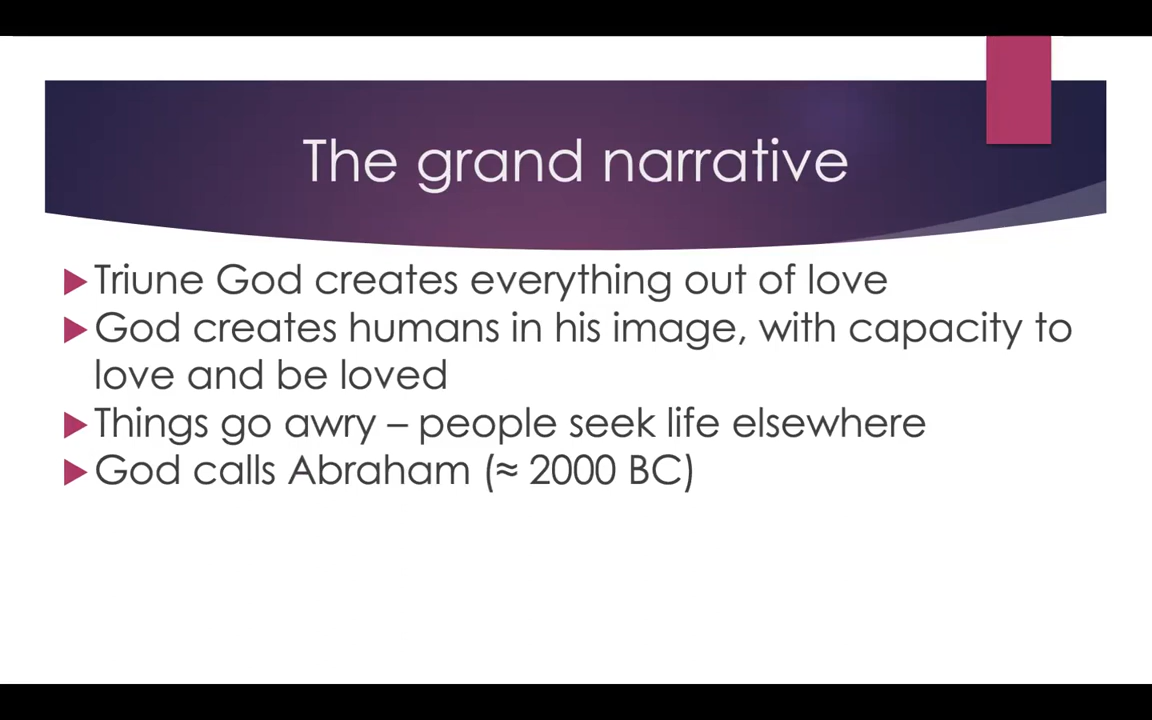 The grand narrative
Triune God creates everything out of love
God creates humans in his image, with capacity to
love and be loved
Things go awry – people seek life elsewhere
God calls Abraham (≈ 2000 BC)